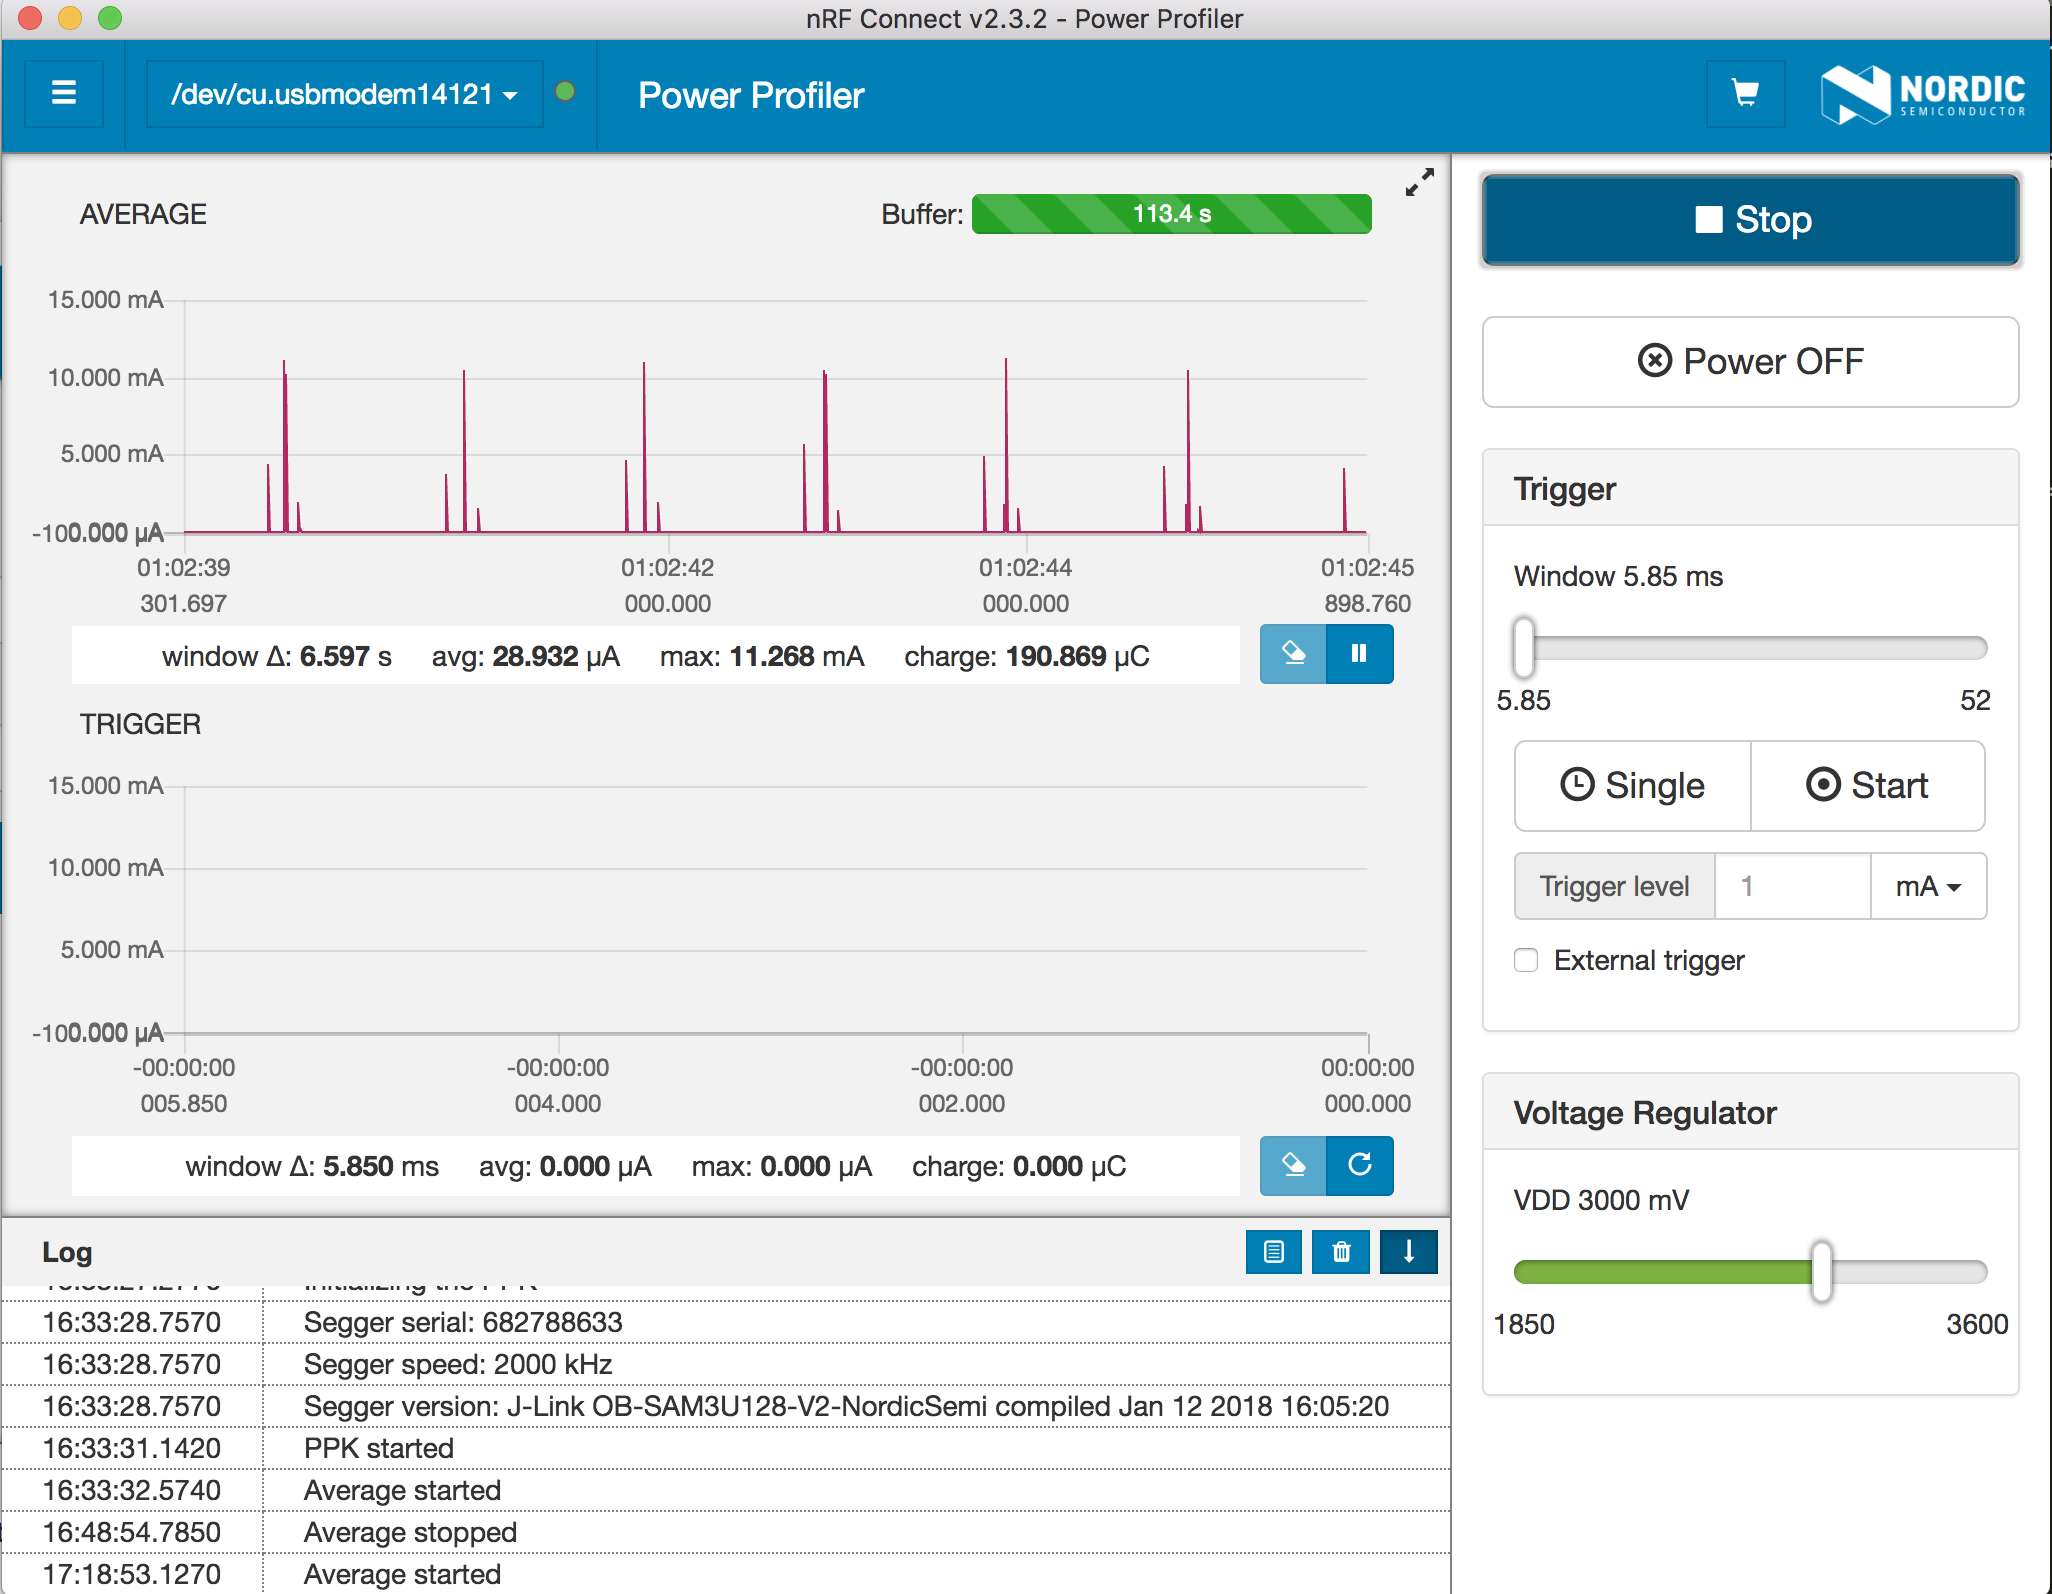 nRF Connect v2.3.2 - Power Profiler
/dev/cu.usbmodem14121
Power Profiler
NORDIC
SEMICONDUCTOR
AVERAGE
Buffer: 113.4 s
15.000 mA
10.000 mA
5.000 mA
-100.000 µA
01:02:39 01:02:42 01:02:44 01:02:45
301.697 000.000 000.000 898.760
window Δ: 6.597 s avg: 28.932 µA max: 11.268 mA charge: 190.869 µC
TRIGGER
15.000 mA
10.000 mA
5.000 mA
-100.000 µA
-00:00:00 -00:00:00 -00:00:00 00:00:00
005.850 004.000 002.000 000.000
window Δ: 5.850 ms avg: 0.000 µA max: 0.000 µA charge: 0.000 µC
Log
Initializing the PPK
16:33:28.7570 Segger serial: 682788633
16:33:28.7570 Segger speed: 2000 kHz
16:33:28.7570 Segger version: J-Link OB-SAM3U128-V2-NordicSemi compiled Jan 12 2018 16:05:20
16:33:31.1420 PPK started
16:33:32.5740 Average started
16:48:54.7850 Average stopped
17:18:53.1270 Average started
Stop
Power OFF
Trigger
Window 5.85 ms
5.85 52
Single Start
Trigger level 1 mA
External trigger
Voltage Regulator
VDD 3000 mV
1850 3600